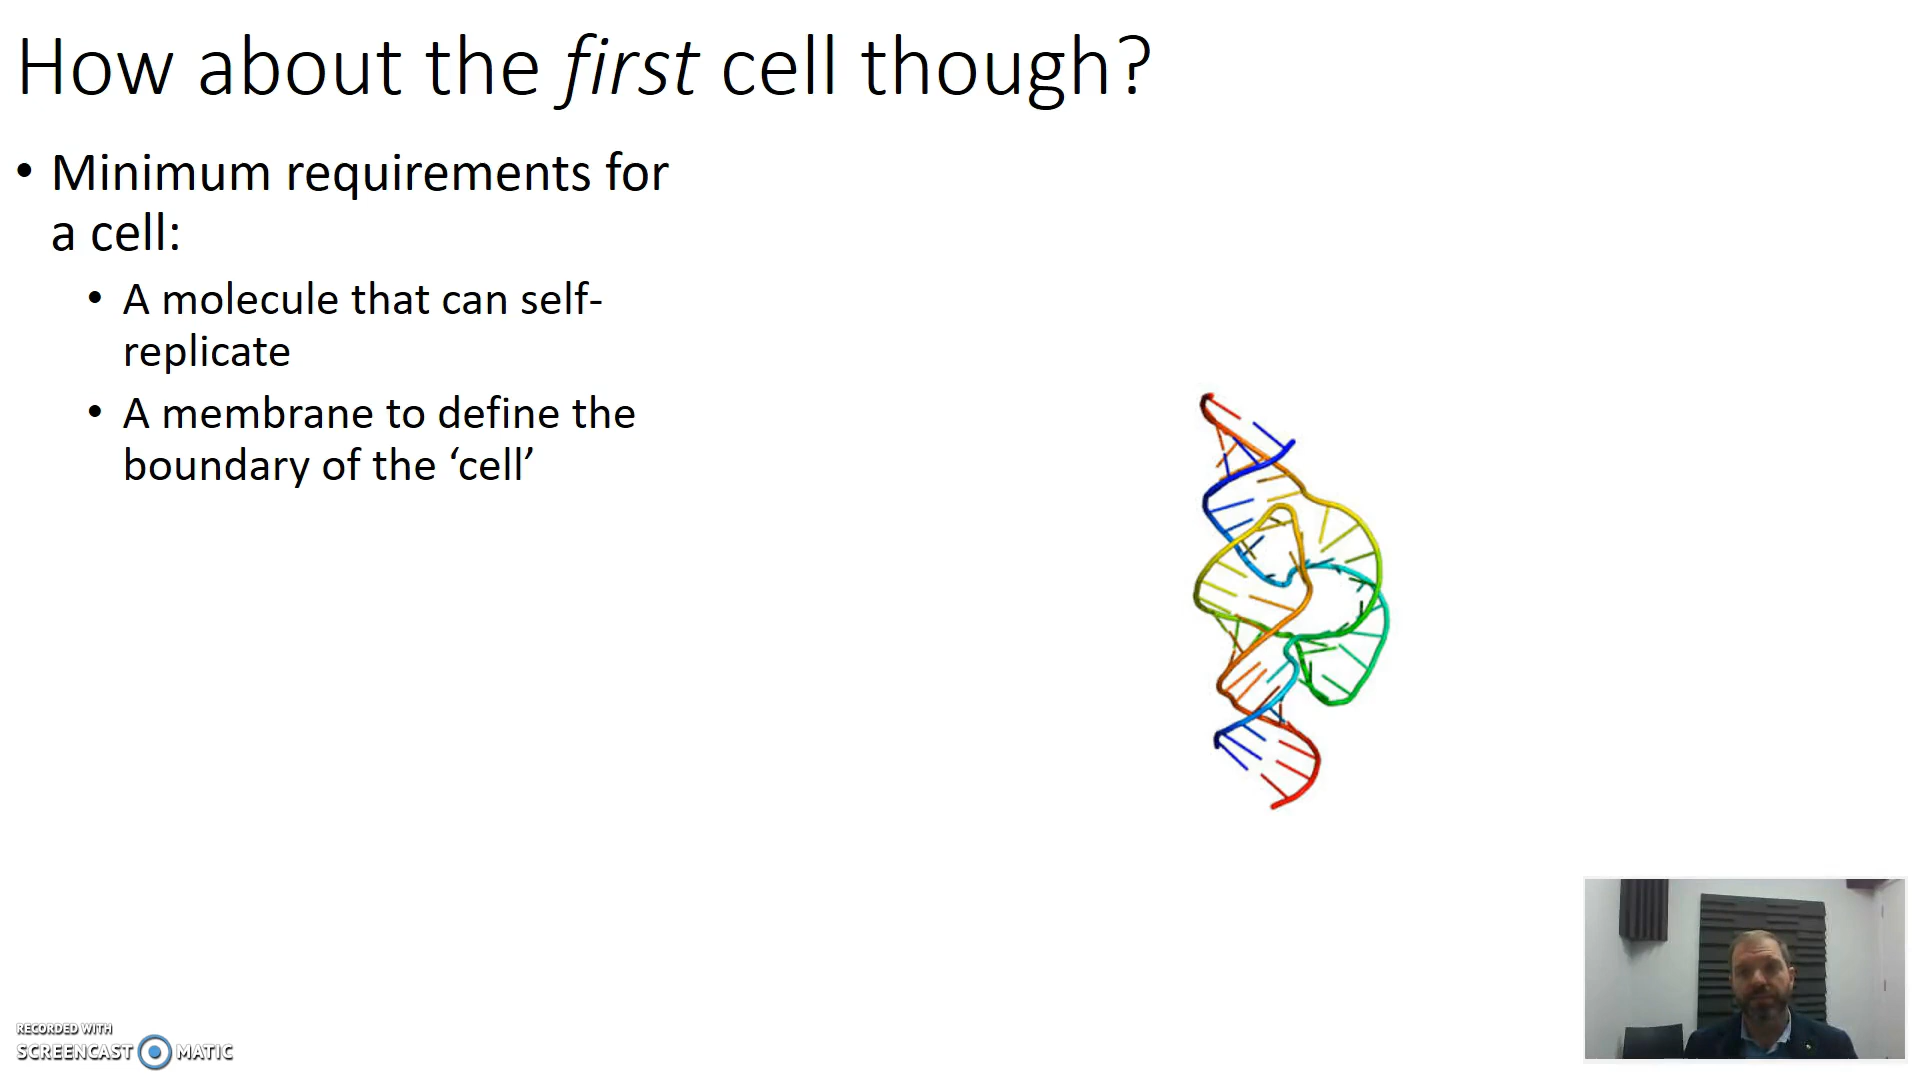 How about the first cell though?
• Minimum requirements for
a cell:
• A molecule that can self-
replicate
• A membrane to define the
boundary of the ‘cell’
RECORDED WITH
SCREENCAST MATIC